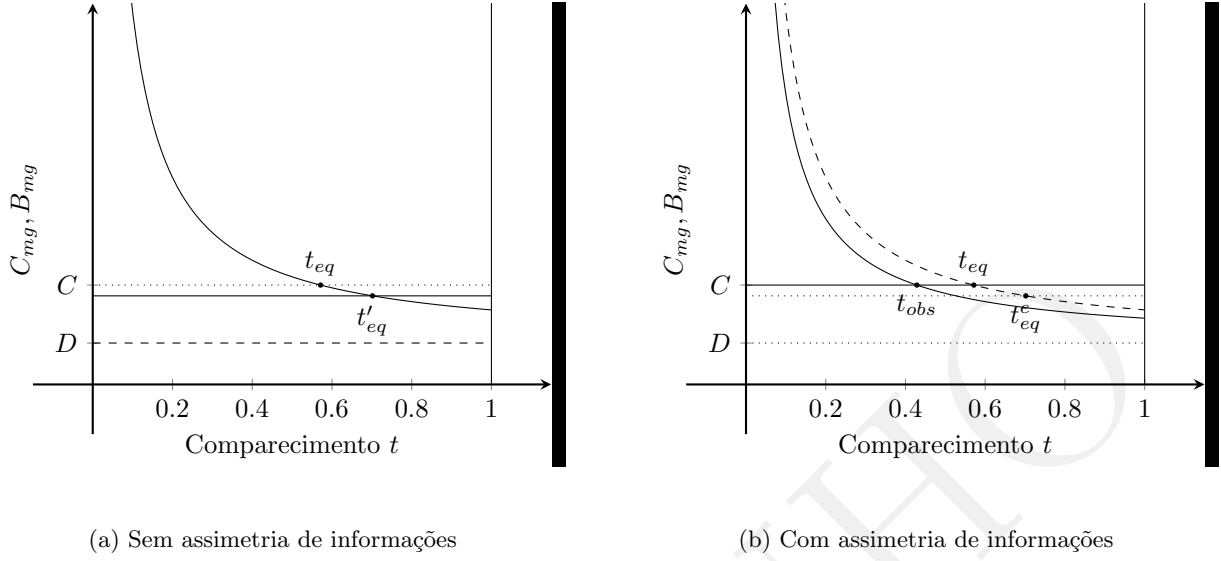 C_{mg}, B_{mg}
C
D
t_{eq}
t'_{eq}
0.2 0.4 0.6 0.8 1
Comparecimento t
(a) Sem assimetria de informações
C_{mg}, B_{mg}
C
D
t_{eq}
t_{obs}
t^{e}_{eq}
0.2 0.4 0.6 0.8 1
Comparecimento t
(b) Com assimetria de informações